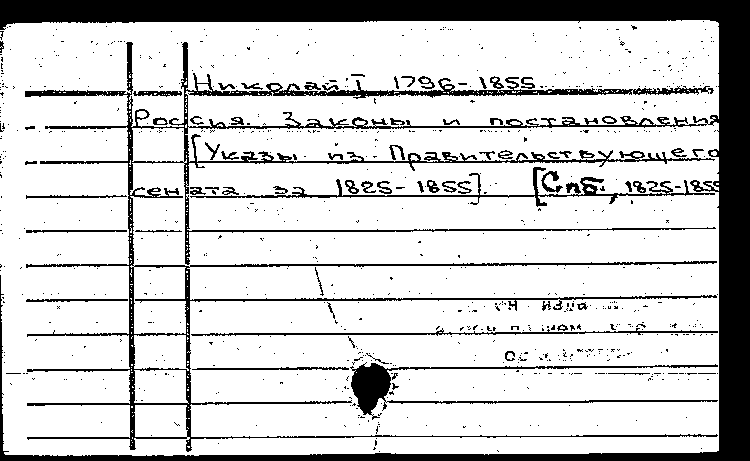 Николай I 1796-1855
Россия. Законы и постановления
[Указы из Правительствующего
сената за 1825-1855]. [Спб., 1825-1855